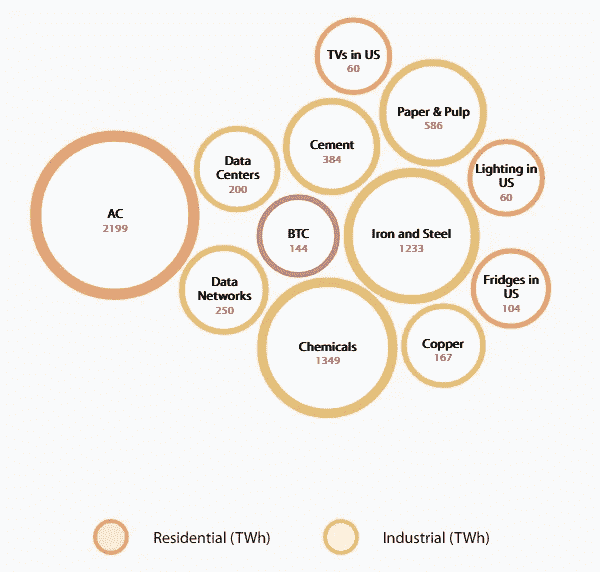 TVs in US
60
Paper & Pulp
586
Cement
384
Data
Centers
200
Lighting in
US
60
AC
2199
BTC
144
Iron and Steel
1233
Data
Networks
250
Fridges in
US
104
Chemicals
1349
Copper
167
Residential (TWh)
Industrial (TWh)